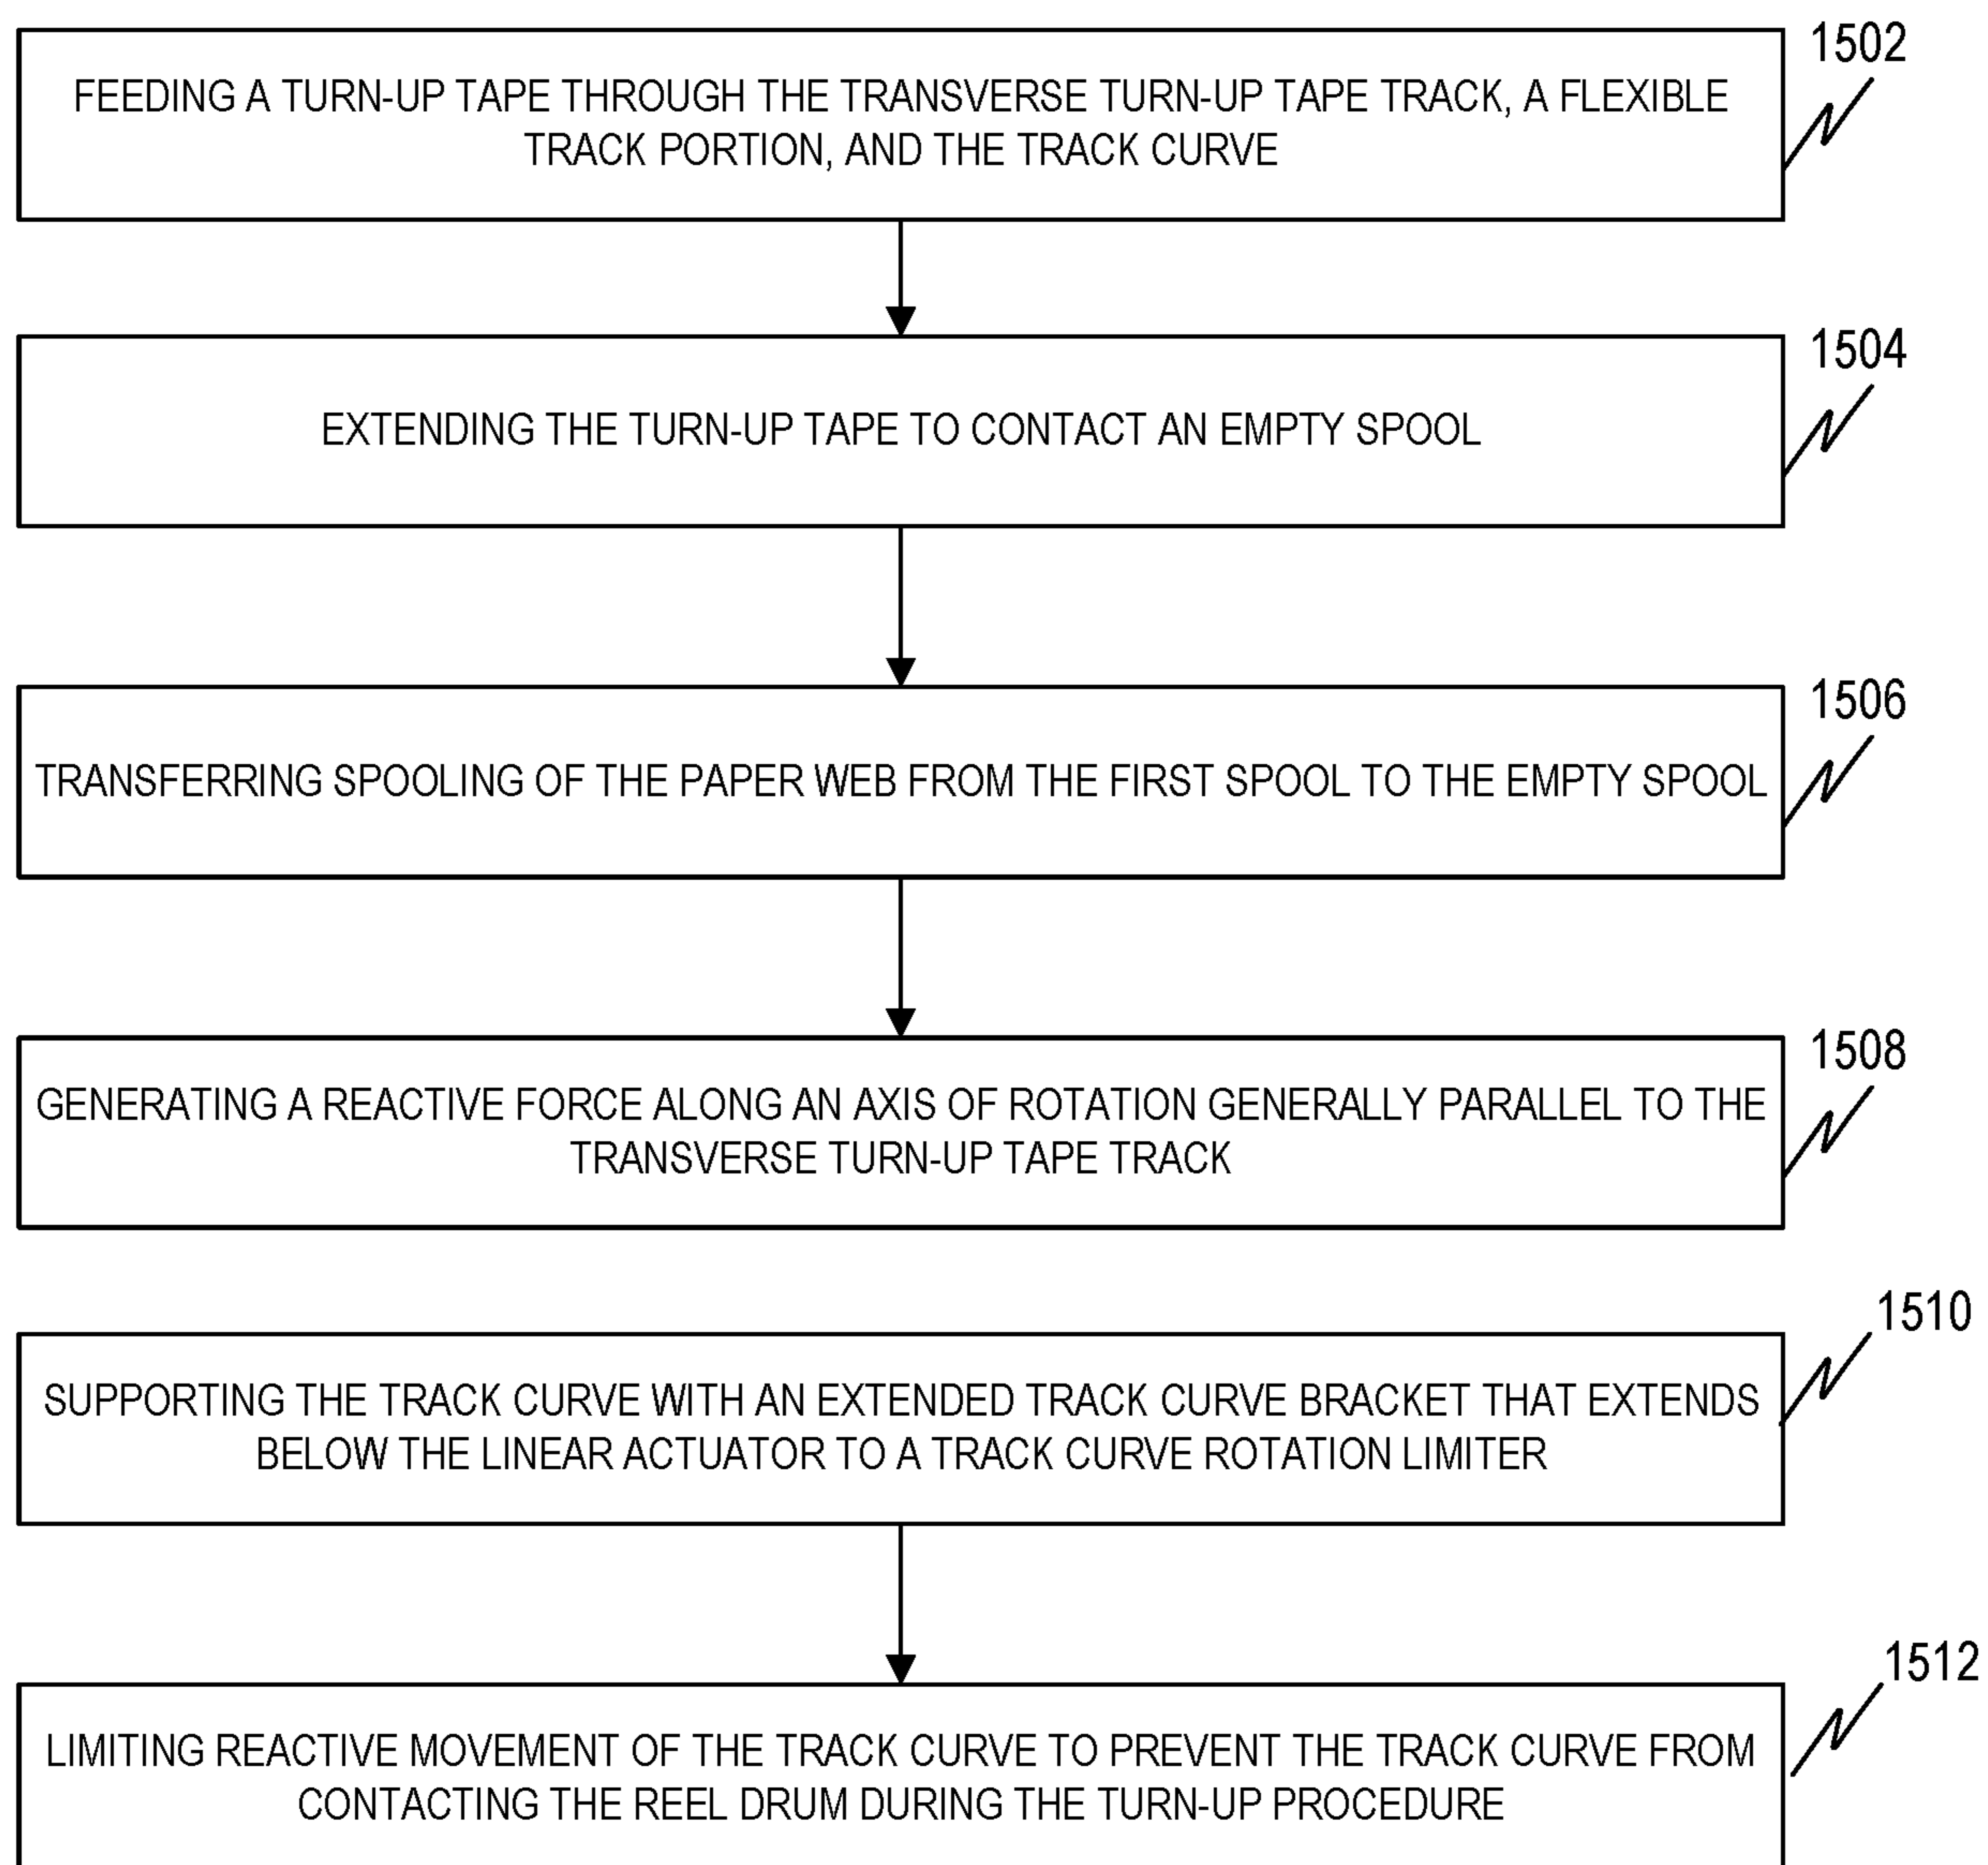 1502
FEEDING A TURN-UP TAPE THROUGH THE TRANSVERSE TURN-UP TAPE TRACK, A FLEXIBLE
TRACK PORTION, AND THE TRACK CURVE
1504
EXTENDING THE TURN-UP TAPE TO CONTACT AN EMPTY SPOOL
1506
TRANSFERRING SPOOLING OF THE PAPER WEB FROM THE FIRST SPOOL TO THE EMPTY SPOOL
1508
GENERATING A REACTIVE FORCE ALONG AN AXIS OF ROTATION GENERALLY PARALLEL TO THE
TRANSVERSE TURN-UP TAPE TRACK
1510
SUPPORTING THE TRACK CURVE WITH AN EXTENDED TRACK CURVE BRACKET THAT EXTENDS
BELOW THE LINEAR ACTUATOR TO A TRACK CURVE ROTATION LIMITER
1512
LIMITING REACTIVE MOVEMENT OF THE TRACK CURVE TO PREVENT THE TRACK CURVE FROM
CONTACTING THE REEL DRUM DURING THE TURN-UP PROCEDURE